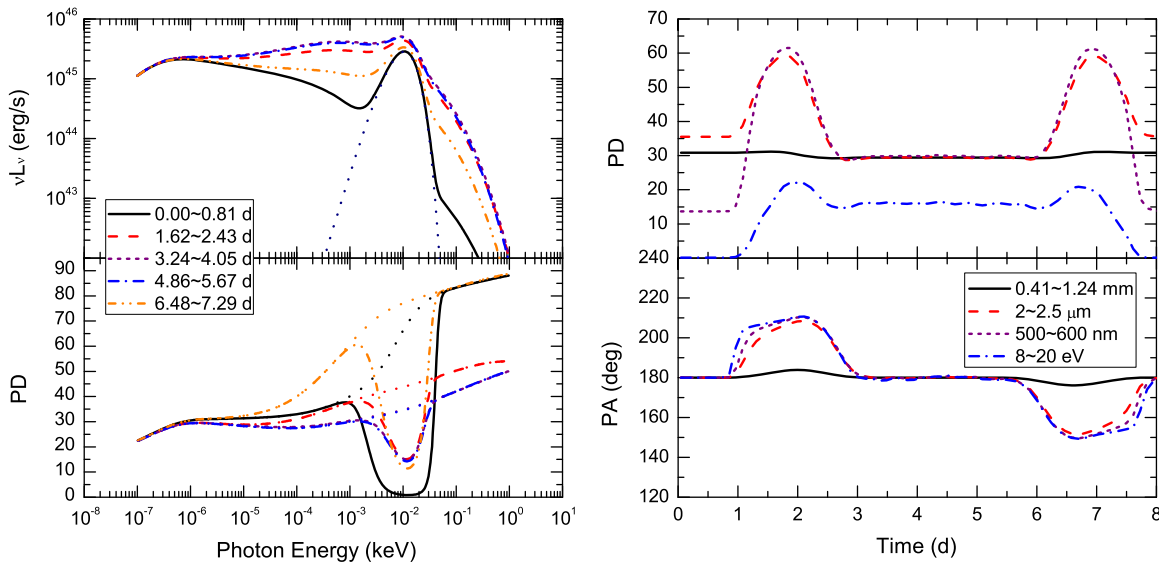 10^46
10^45
10^44
10^43
νLν (erg/s)
0.00~0.81 d
1.62~2.43 d
3.24~4.05 d
4.86~5.67 d
6.48~7.29 d
90
80
70
60
50
40
30
20
10
0
PD
10^-8 10^-7 10^-6 10^-5 10^-4 10^-3 10^-2 10^-1 10^0 10^1
Photon Energy (keV)
70
60
50
40
30
20
10
PD
240
210
180
150
120
PA (deg)
0.41~1.24 mm
2~2.5 μm
500~600 nm
8~20 eV
0 1 2 3 4 5 6 7 8
Time (d)